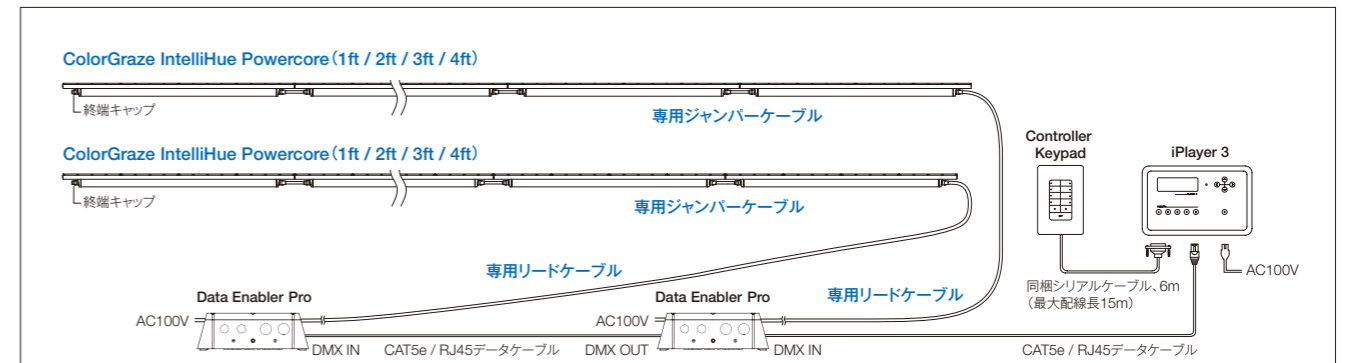 ColorGraze IntelliHue Powercore（1ft / 2ft / 3ft / 4ft）
終端キャップ
専用ジャンパーケーブル
ColorGraze IntelliHue Powercore（1ft / 2ft / 3ft / 4ft）
終端キャップ
専用ジャンパーケーブル
Controller
Keypad
iPlayer 3
専用リードケーブル
専用リードケーブル
同梱シリアルケーブル、6m
（最大配線長15m）
AC100V
Data Enabler Pro
AC100V
DMX IN
CAT5e / RJ45データケーブル
Data Enabler Pro
AC100V
DMX OUT
DMX IN
CAT5e / RJ45データケーブル